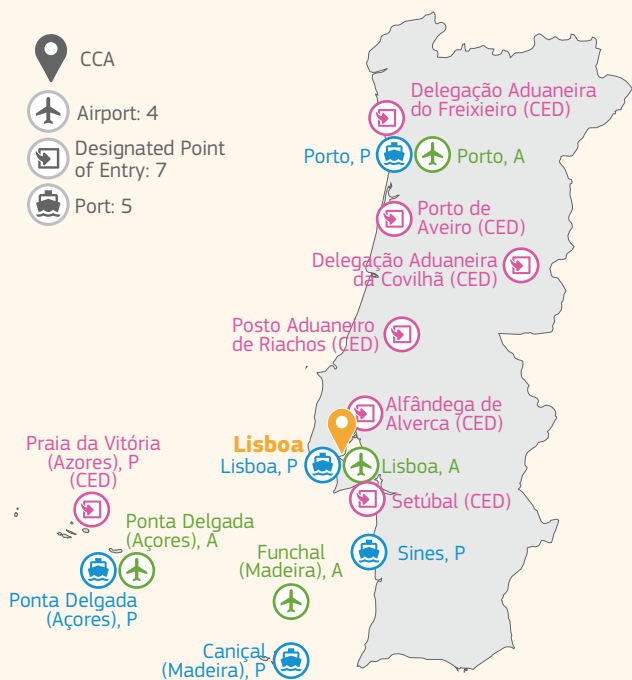 CCA
Airport: 4
Designated Point
of Entry: 7
Port: 5
Delegação Aduaneira
do Freixieiro (CED)
Porto, P
Porto, A
Porto de
Aveiro (CED)
Delegação Aduaneira
da Covilhã (CED)
Posto Aduaneiro
de Riachos (CED)
Alfândega de
Alverca (CED)
Lisboa
Lisboa, P
Lisboa, A
Praia da Vitória
(Azores), P
(CED)
Setúbal (CED)
Ponta Delgada
(Açores), A
Funchal
(Madeira), A
Sines, P
Ponta Delgada
(Açores), P
Caniçal
(Madeira), P